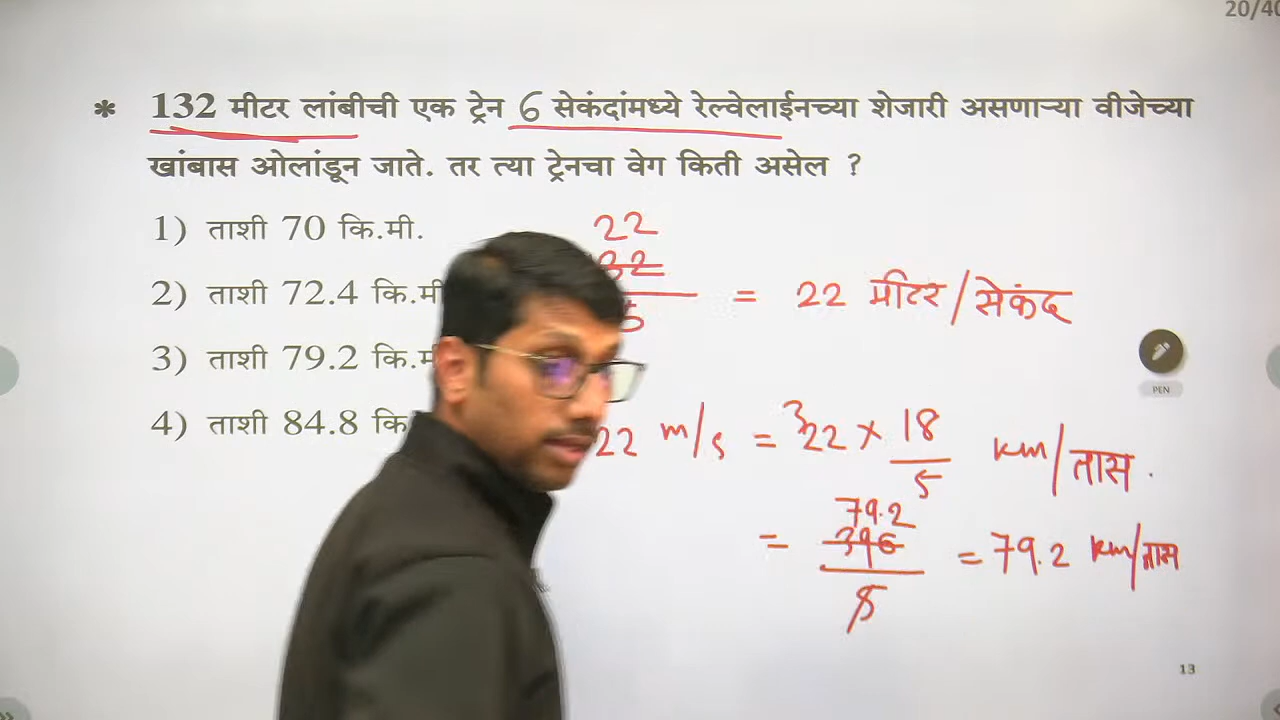 20/40
* 132 मीटर लांबीची एक ट्रेन 6 सेकंदांमध्ये रेल्वेलाईनच्या शेजारी असणाऱ्या वीजेच्या
खांबास ओलांडून जाते. तर त्या ट्रेनचा वेग किती असेल ?
1) ताशी 70 कि.मी.
2) ताशी 72.4 कि.मी
3) ताशी 79.2 कि.म
4) ताशी 84.8 कि
22
32
= 22 मीटर/सेकंद
PEN
22 m/s = 22 × 18/5 km/तास.
79.2
= 396/5 = 79.2 km/तास
13